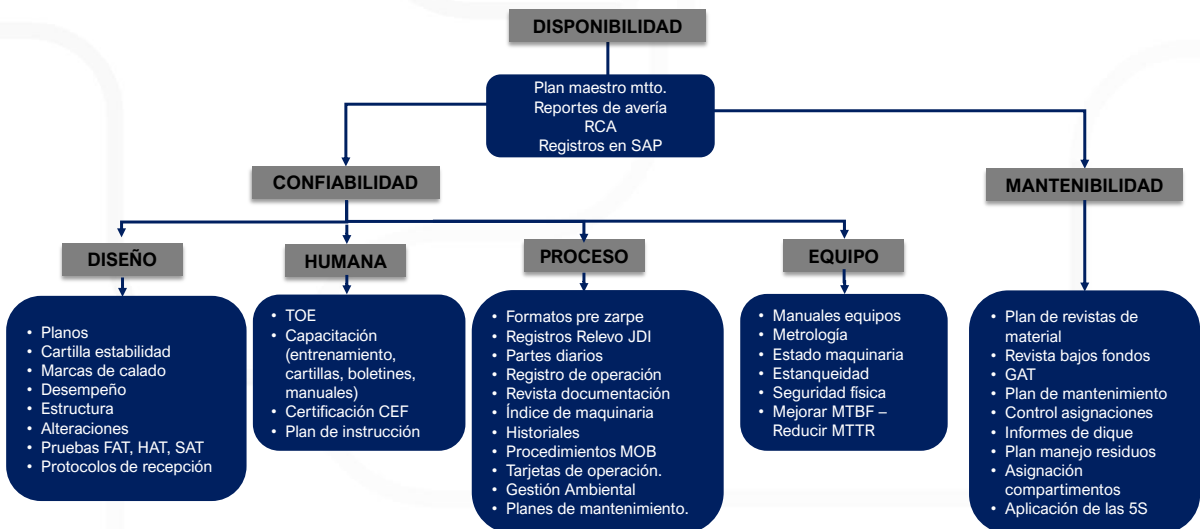 DISPONIBILIDAD
Plan maestro mtto.
Reportes de avería
RCA
Registros en SAP
CONFIABILIDAD
MANTENIBILIDAD
DISEÑO
HUMANA
PROCESO
EQUIPO
• Planos
• Cartilla estabilidad
• Marcas de calado
• Desempeño
• Estructura
• Alteraciones
• Pruebas FAT, HAT, SAT
• Protocolos de recepción
• TOE
• Capacitación
(entrenamiento,
cartillas, boletines,
manuales)
• Certificación CEF
• Plan de instrucción
• Formatos pre zarpe
• Registros Relevo JDI
• Partes diarios
• Registro de operación
• Revista documentación
• Índice de maquinaria
• Historiales
• Procedimientos MOB
• Tarjetas de operación.
• Gestión Ambiental
• Planes de mantenimiento.
• Manuales equipos
• Metrología
• Estado maquinaria
• Estanqueidad
• Seguridad física
• Mejorar MTBF –
Reducir MTTR
• Plan de revistas de
material
• Revista bajos fondos
• GAT
• Plan de mantenimiento
• Control asignaciones
• Informes de dique
• Plan manejo residuos
• Asignación
compartimentos
• Aplicación de las 5S